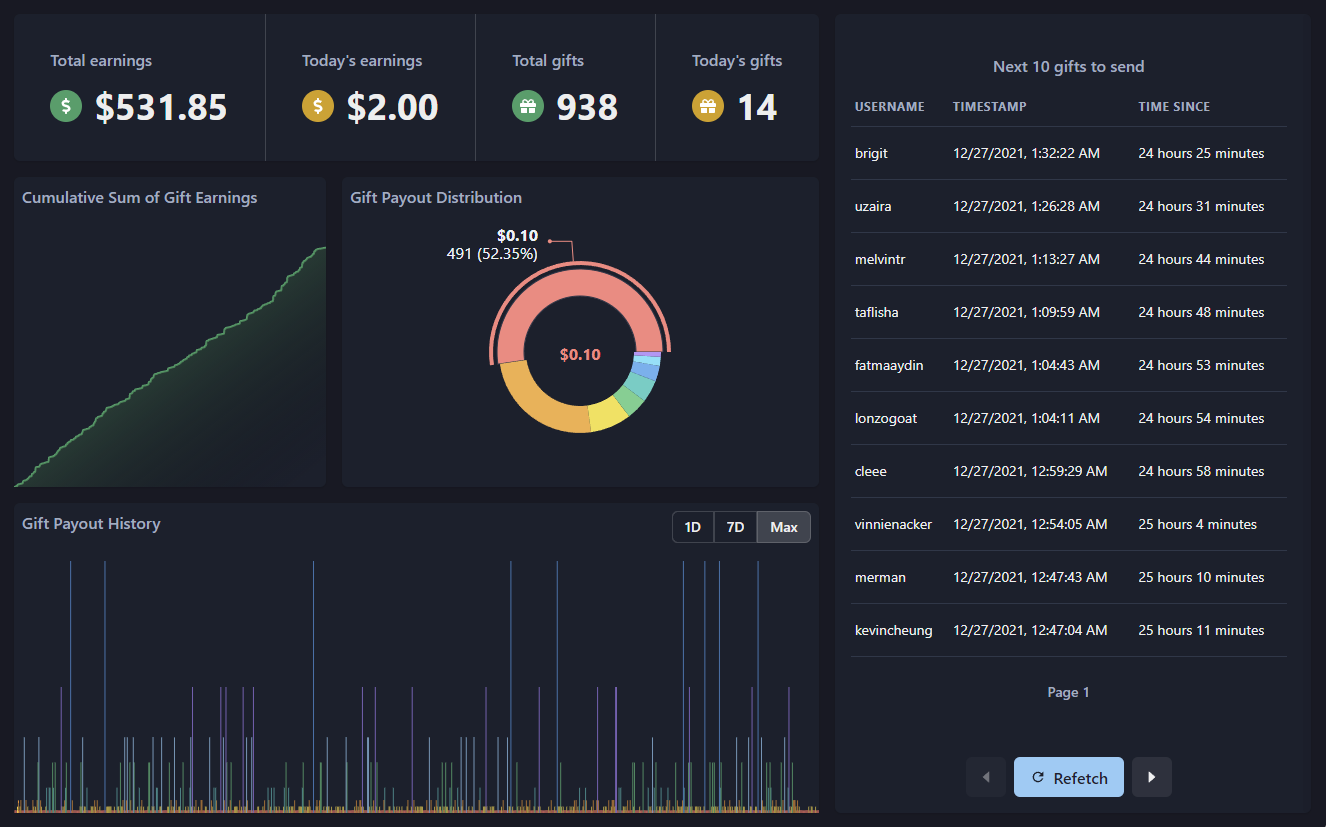 Total earnings
$ $531.85
Today's earnings
$ $2.00
Total gifts
938
Today's gifts
14
Cumulative Sum of Gift Earnings
Gift Payout Distribution
$0.10
491 (52.35%)
$0.10
Gift Payout History
1D 7D Max
Next 10 gifts to send
USERNAME TIMESTAMP TIME SINCE
brigit 12/27/2021, 1:32:22 AM 24 hours 25 minutes
uzaira 12/27/2021, 1:26:28 AM 24 hours 31 minutes
melvintr 12/27/2021, 1:13:27 AM 24 hours 44 minutes
taflisha 12/27/2021, 1:09:59 AM 24 hours 48 minutes
fatmaaydin 12/27/2021, 1:04:43 AM 24 hours 53 minutes
lonzogoat 12/27/2021, 1:04:11 AM 24 hours 54 minutes
cleee 12/27/2021, 12:59:29 AM 24 hours 58 minutes
vinnienacker 12/27/2021, 12:54:05 AM 25 hours 4 minutes
merman 12/27/2021, 12:47:43 AM 25 hours 10 minutes
kevincheung 12/27/2021, 12:47:04 AM 25 hours 11 minutes
Page 1
Refetch